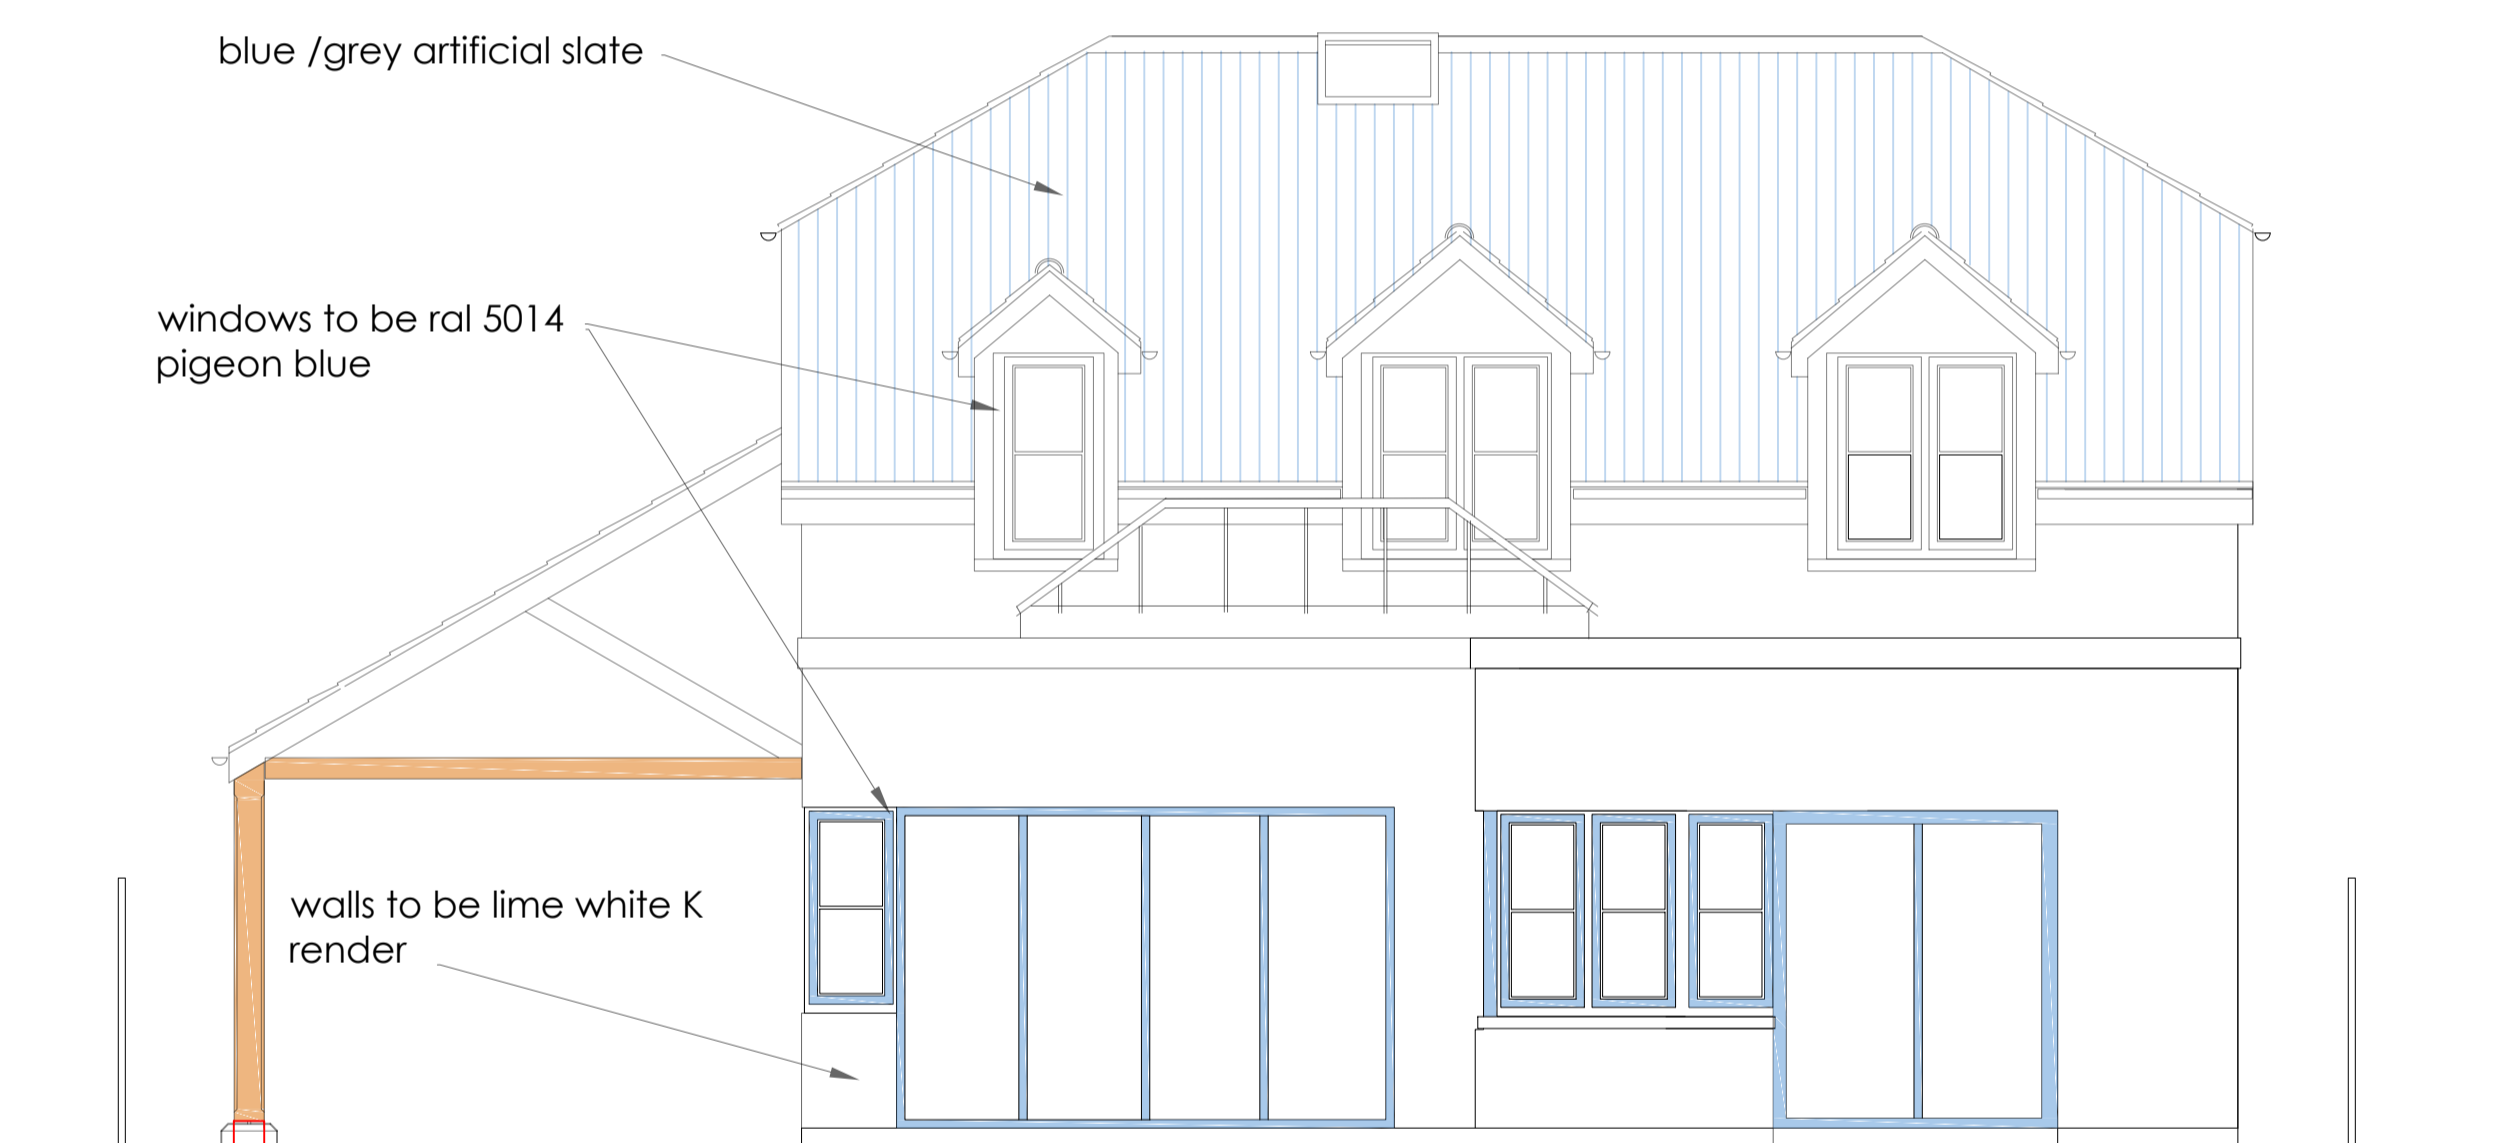 blue /grey artificial slate
windows to be ral 5014
pigeon blue
walls to be lime white K
render